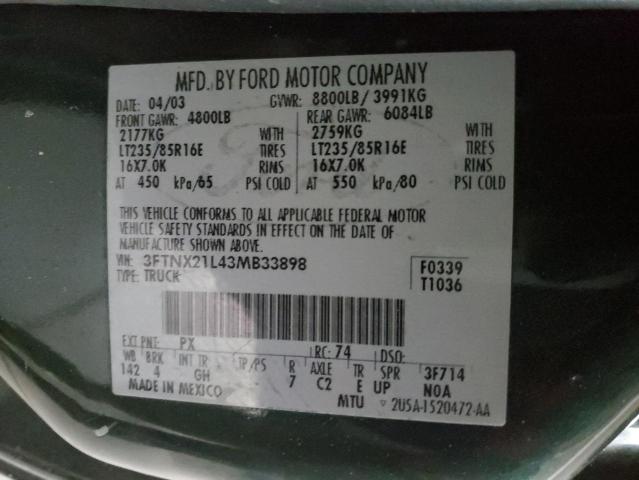 MFD. BY FORD MOTOR COMPANY
DATE: 04/03 GVWR: 8800LB/ 3991KG
FRONT GAWR: 4800LB REAR GAWR: 6084LB
2177KG WITH 2759KG WITH
LT235/85R16E TIRES LT235/85R16E TIRES
16X7.0K RIMS 16X7.0K RIMS
AT 450 kPa/65 PSI COLD AT 550 kPa/80 PSI COLD
THIS VEHICLE CONFORMS TO ALL APPLICABLE FEDERAL MOTOR
VEHICLE SAFETY STANDARDS IN EFFECT ON THE DATE OF
MANUFACTURE SHOWN ABOVE.
VIN: 3FTNX21L43MB33898 F0339
TYPE: TRUCK T1036
EXT PNT: PX RC: 74 DSO:
WB BRK INT TR TP/PS R AXLE TR SPR 3F714
142 4 GH - 7 C2 E UP NOA
MADE IN MEXICO MTU ▽ 2U5A-1520472-AA